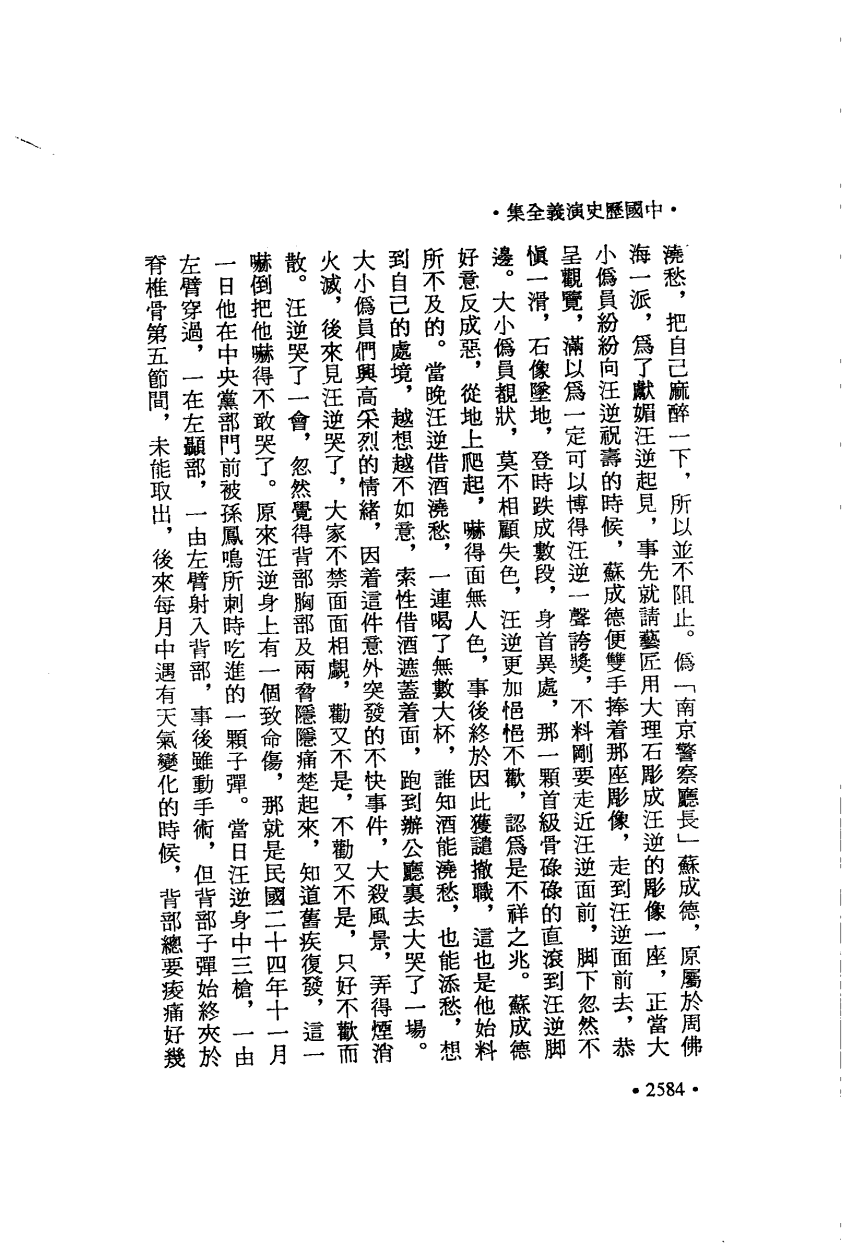 •集全義演史歷國中•
澆愁，把自己麻醉一下，所以並不阻止。僞「南京警察廳長」蘇成德，原屬於周佛
海一派，爲了獻媚汪逆起見，事先就請藝匠用大理石彫成汪逆的彫像一座，正當大
小僞員紛紛向汪逆祝壽的時候，蘇成德便雙手捧着那座彫像，走到汪逆面前去，恭
呈觀覽，滿以爲一定可以博得汪逆一聲誇獎，不料剛要走近汪逆面前，脚下忽然不
愼一滑，石像墜地，登時跌成數段，身首異處，那一顆首級骨碌碌的直滾到汪逆脚
邊。大小僞員覩狀，莫不相顧失色，汪逆更加悒悒不歡，認爲是不祥之兆。蘇成德
好意反成惡，從地上爬起，嚇得面無人色，事後終於因此獲譴撤職，這也是他始料
所不及的。當晚汪逆借酒澆愁，一連喝了無數大杯，誰知酒能澆愁，也能添愁，想
到自己的處境，越想越不如意，索性借酒遮蓋着面，跑到辦公廳裏去大哭了一場。
大小僞員們興高采烈的情緒，因着這件意外突發的不快事件，大殺風景，弄得煙消
火滅，後來見汪逆哭了，大家不禁面面相覷，勸又不是，不勸又不是，只好不歡而
散。汪逆哭了一會，忽然覺得背部胸部及兩脅隱隱痛楚起來，知道舊疾復發，這一
嚇倒把他嚇得不敢哭了。原來汪逆身上有一個致命傷，那就是民國二十四年十一月
一日他在中央黨部門前被孫鳳鳴所刺時吃進的一顆子彈。當日汪逆身中三槍，一由
左臂穿過，一在左顳部，一由左臂射入背部，事後雖動手術，但背部子彈始終夾於
脊椎骨第五節間，未能取出，後來每月中遇有天氣變化的時候，背部總要痠痛好幾
•2584•